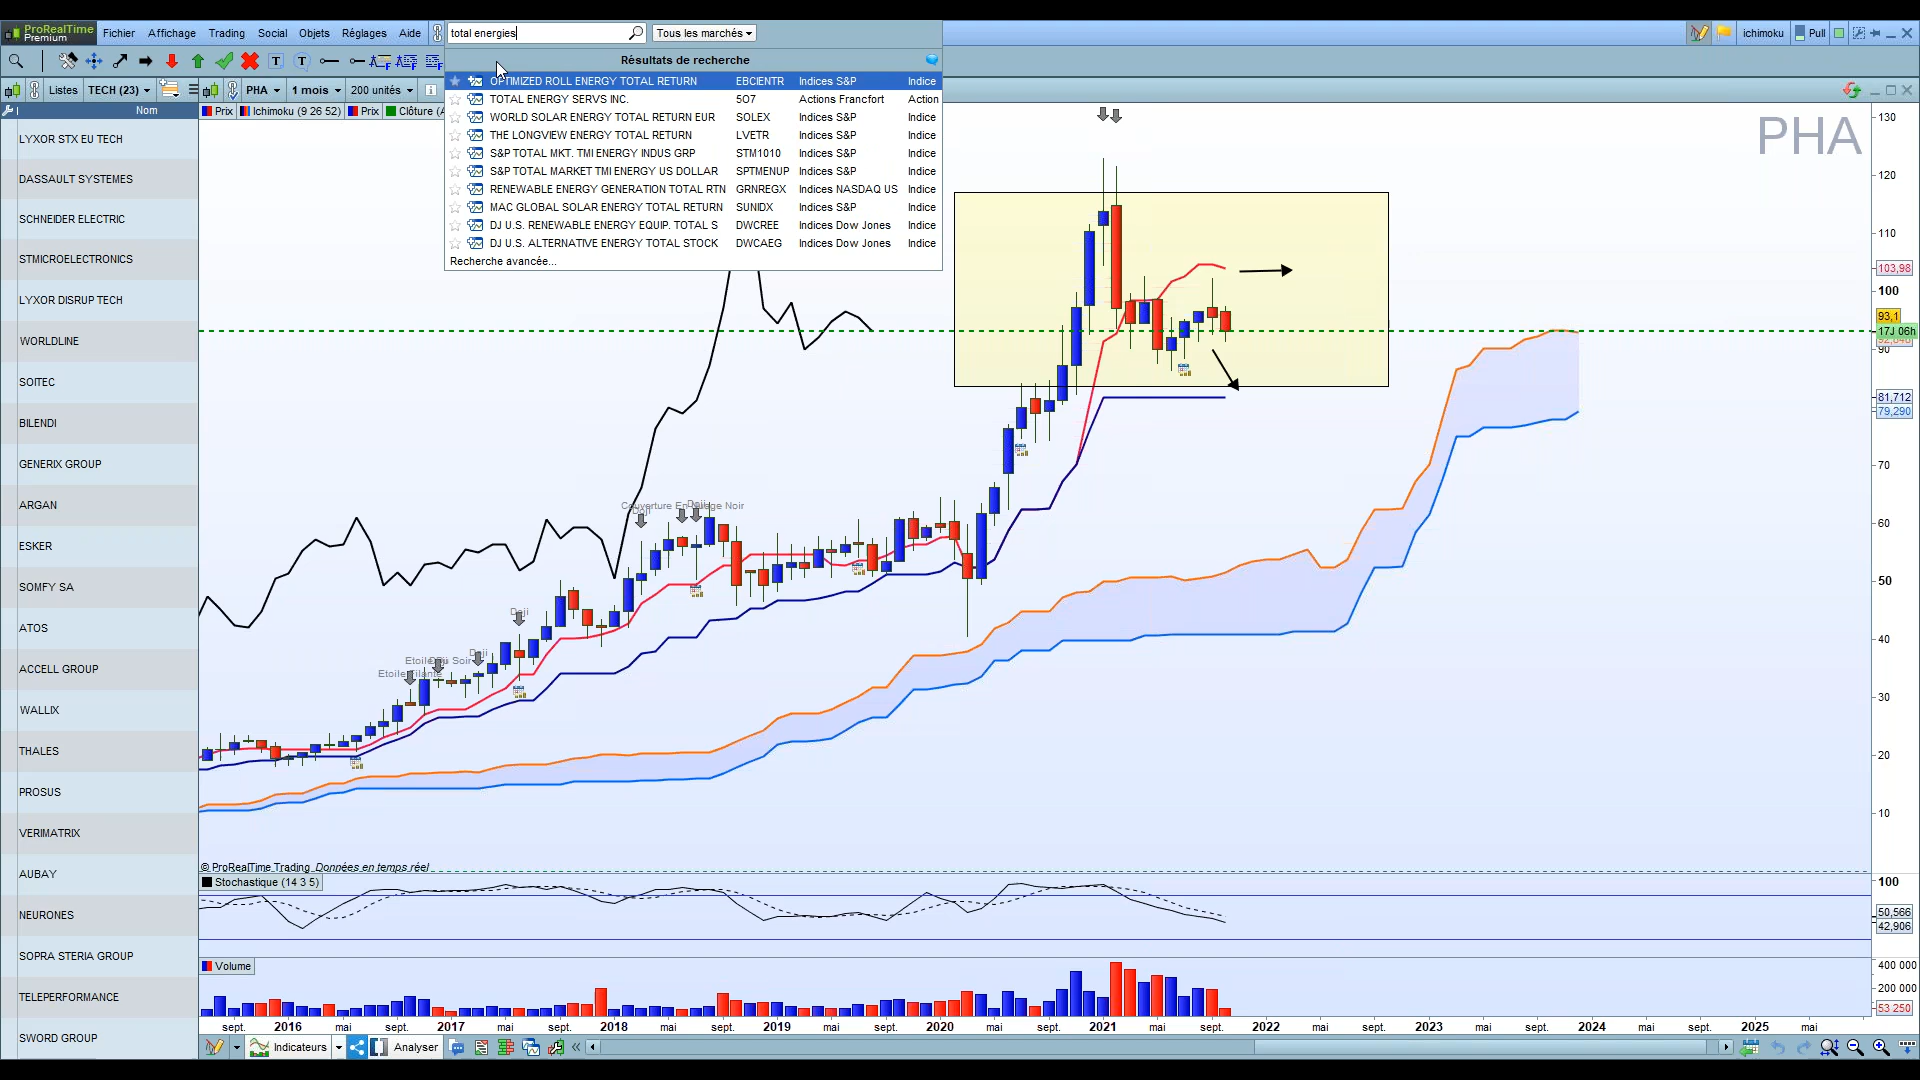 ProRealTime
Premium
Fichier Affichage Trading Social Objets Réglages Aide
total energies
Tous les marchés
ichimoku
Pull
Résultats de recherche
OPTIMIZED ROLL ENERGY TOTAL RETURN EBCIENTR Indices S&P Indice
TOTAL ENERGY SERVS INC. 5O7 Actions Francfort Action
WORLD SOLAR ENERGY TOTAL RETURN EUR SOLEX Indices S&P Indice
THE LONGVIEW ENERGY TOTAL RETURN LVETR Indices S&P Indice
S&P TOTAL MKT. TMI ENERGY INDUS GRP STM1010 Indices S&P Indice
S&P TOTAL MARKET TMI ENERGY US DOLLAR SPTMENUP Indices S&P Indice
RENEWABLE ENERGY GENERATION TOTAL RTN GRNREGX Indices NASDAQ US Indice
MAC GLOBAL SOLAR ENERGY TOTAL RETURN SUNIDX Indices S&P Indice
DJ U.S. RENEWABLE ENERGY EQUIP. TOTAL S DWCREE Indices Dow Jones Indice
DJ U.S. ALTERNATIVE ENERGY TOTAL STOCK DWCAEG Indices Dow Jones Indice
Recherche avancée...
Listes TECH (23) PHA 1 mois 200 unités
Nom
Prix Ichimoku (9 26 52) Prix Clôture
LYXOR STX EU TECH
DASSAULT SYSTEMES
SCHNEIDER ELECTRIC
STMICROELECTRONICS
LYXOR DISRUP TECH
WORLDLINE
SOITEC
BILENDI
GENERIX GROUP
ARGAN
ESKER
SOMFY SA
ATOS
ACCELL GROUP
WALLIX
THALES
PROSUS
VERIMATRIX
AUBAY
NEURONES
SOPRA STERIA GROUP
TELEPERFORMANCE
SWORD GROUP
PHA
130
120
110
103,98
100
93,1
17J 06h
90
81,712
79,290
70
60
50
40
30
20
10
Doji
Doji
Etoile Filante
© ProRealTime Trading Données en temps réel
Stochastique (14 3 5)
100
50,566
42,906
Volume
400 000
200 000
53 250
sept. 2016 mai sept. 2017 mai sept. 2018 mai sept. 2019 mai sept. 2020 mai sept. 2021 mai sept. 2022 mai sept. 2023 mai sept. 2024 mai sept. 2025 mai
Indicateurs Analyser